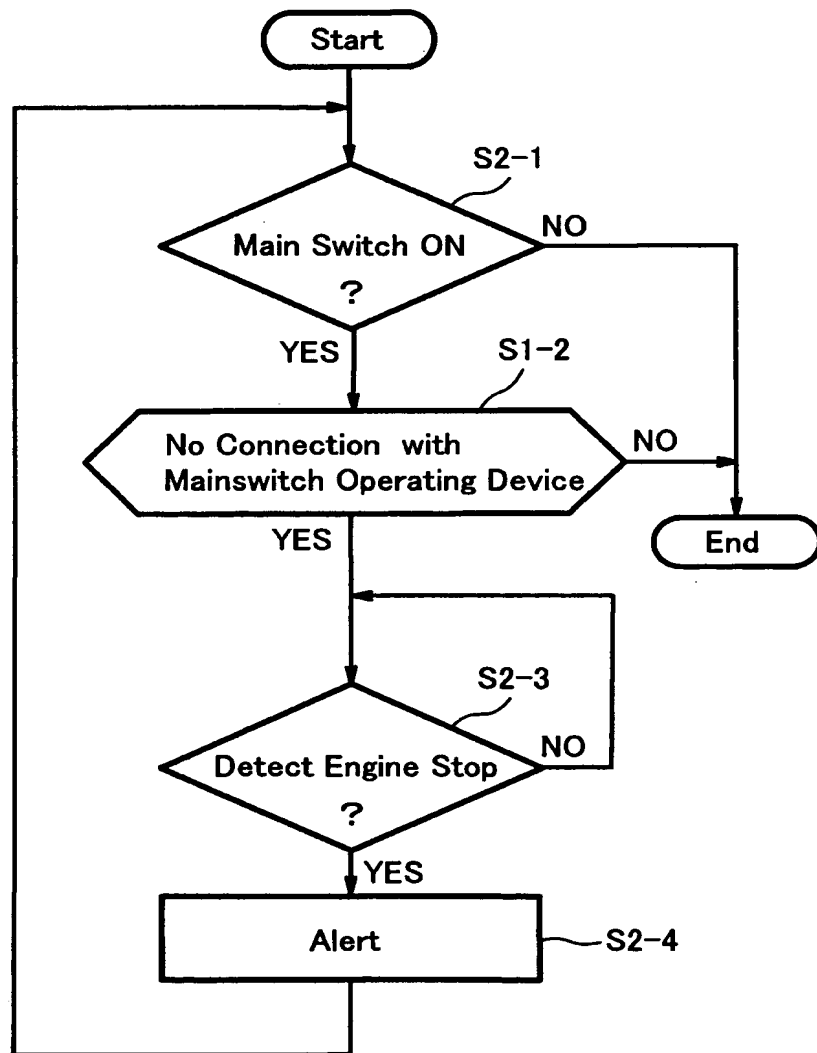 Start
S2-1
Main Switch ON
?
NO
YES
S1-2
No Connection with
Mainswitch Operating Device
NO
YES
End
S2-3
Detect Engine Stop
?
NO
YES
Alert
S2-4